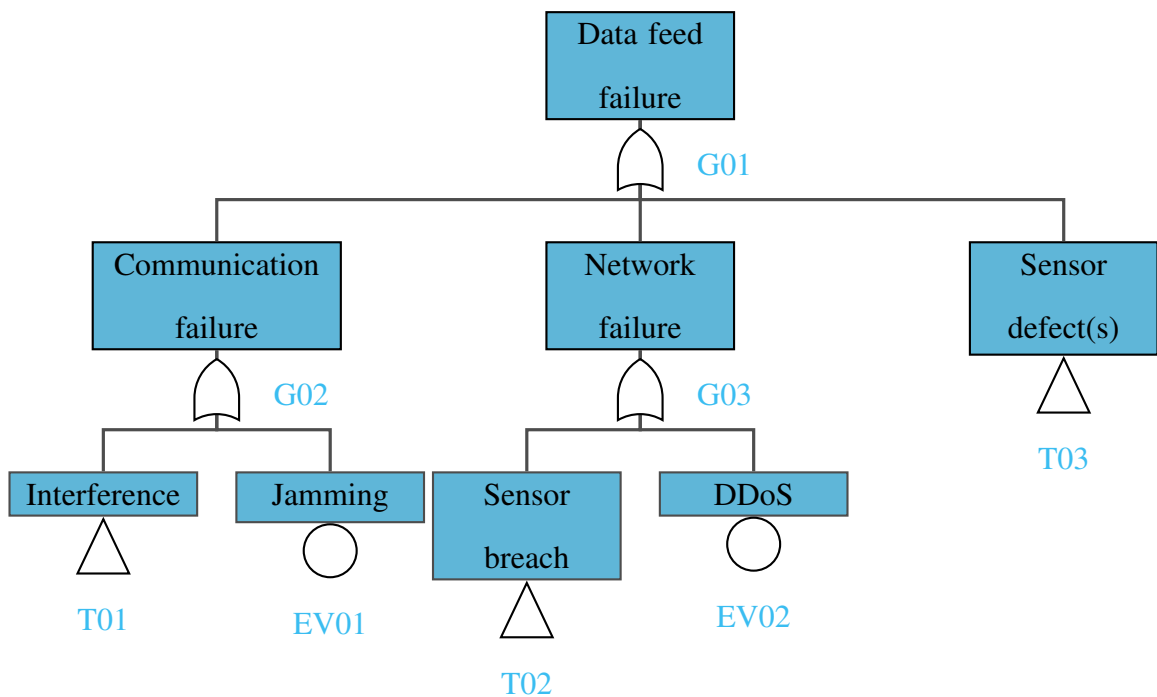 Data feed
failure
G01
Communication
failure
Network
failure
Sensor
defect(s)
G02
G03
T03
Interference
Jamming
Sensor
breach
DDoS
T01
EV01
T02
EV02